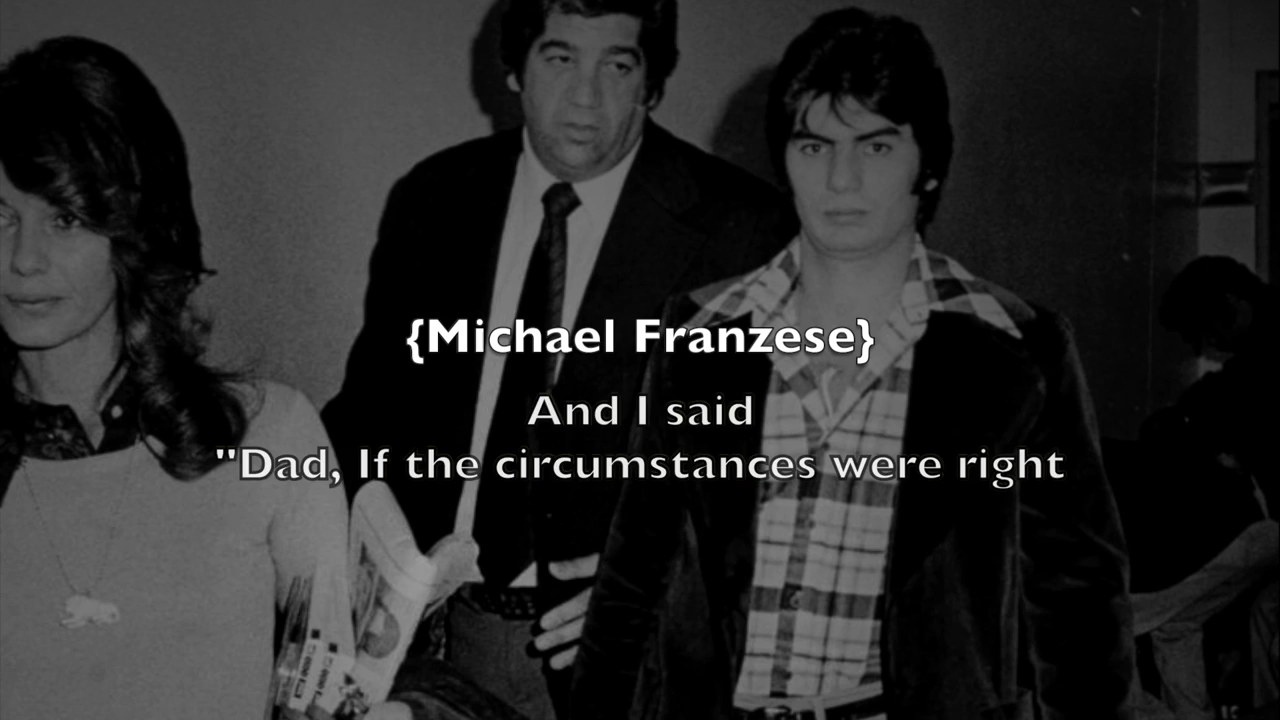 {Michael Franzese}
And I said
"Dad, If the circumstances were right